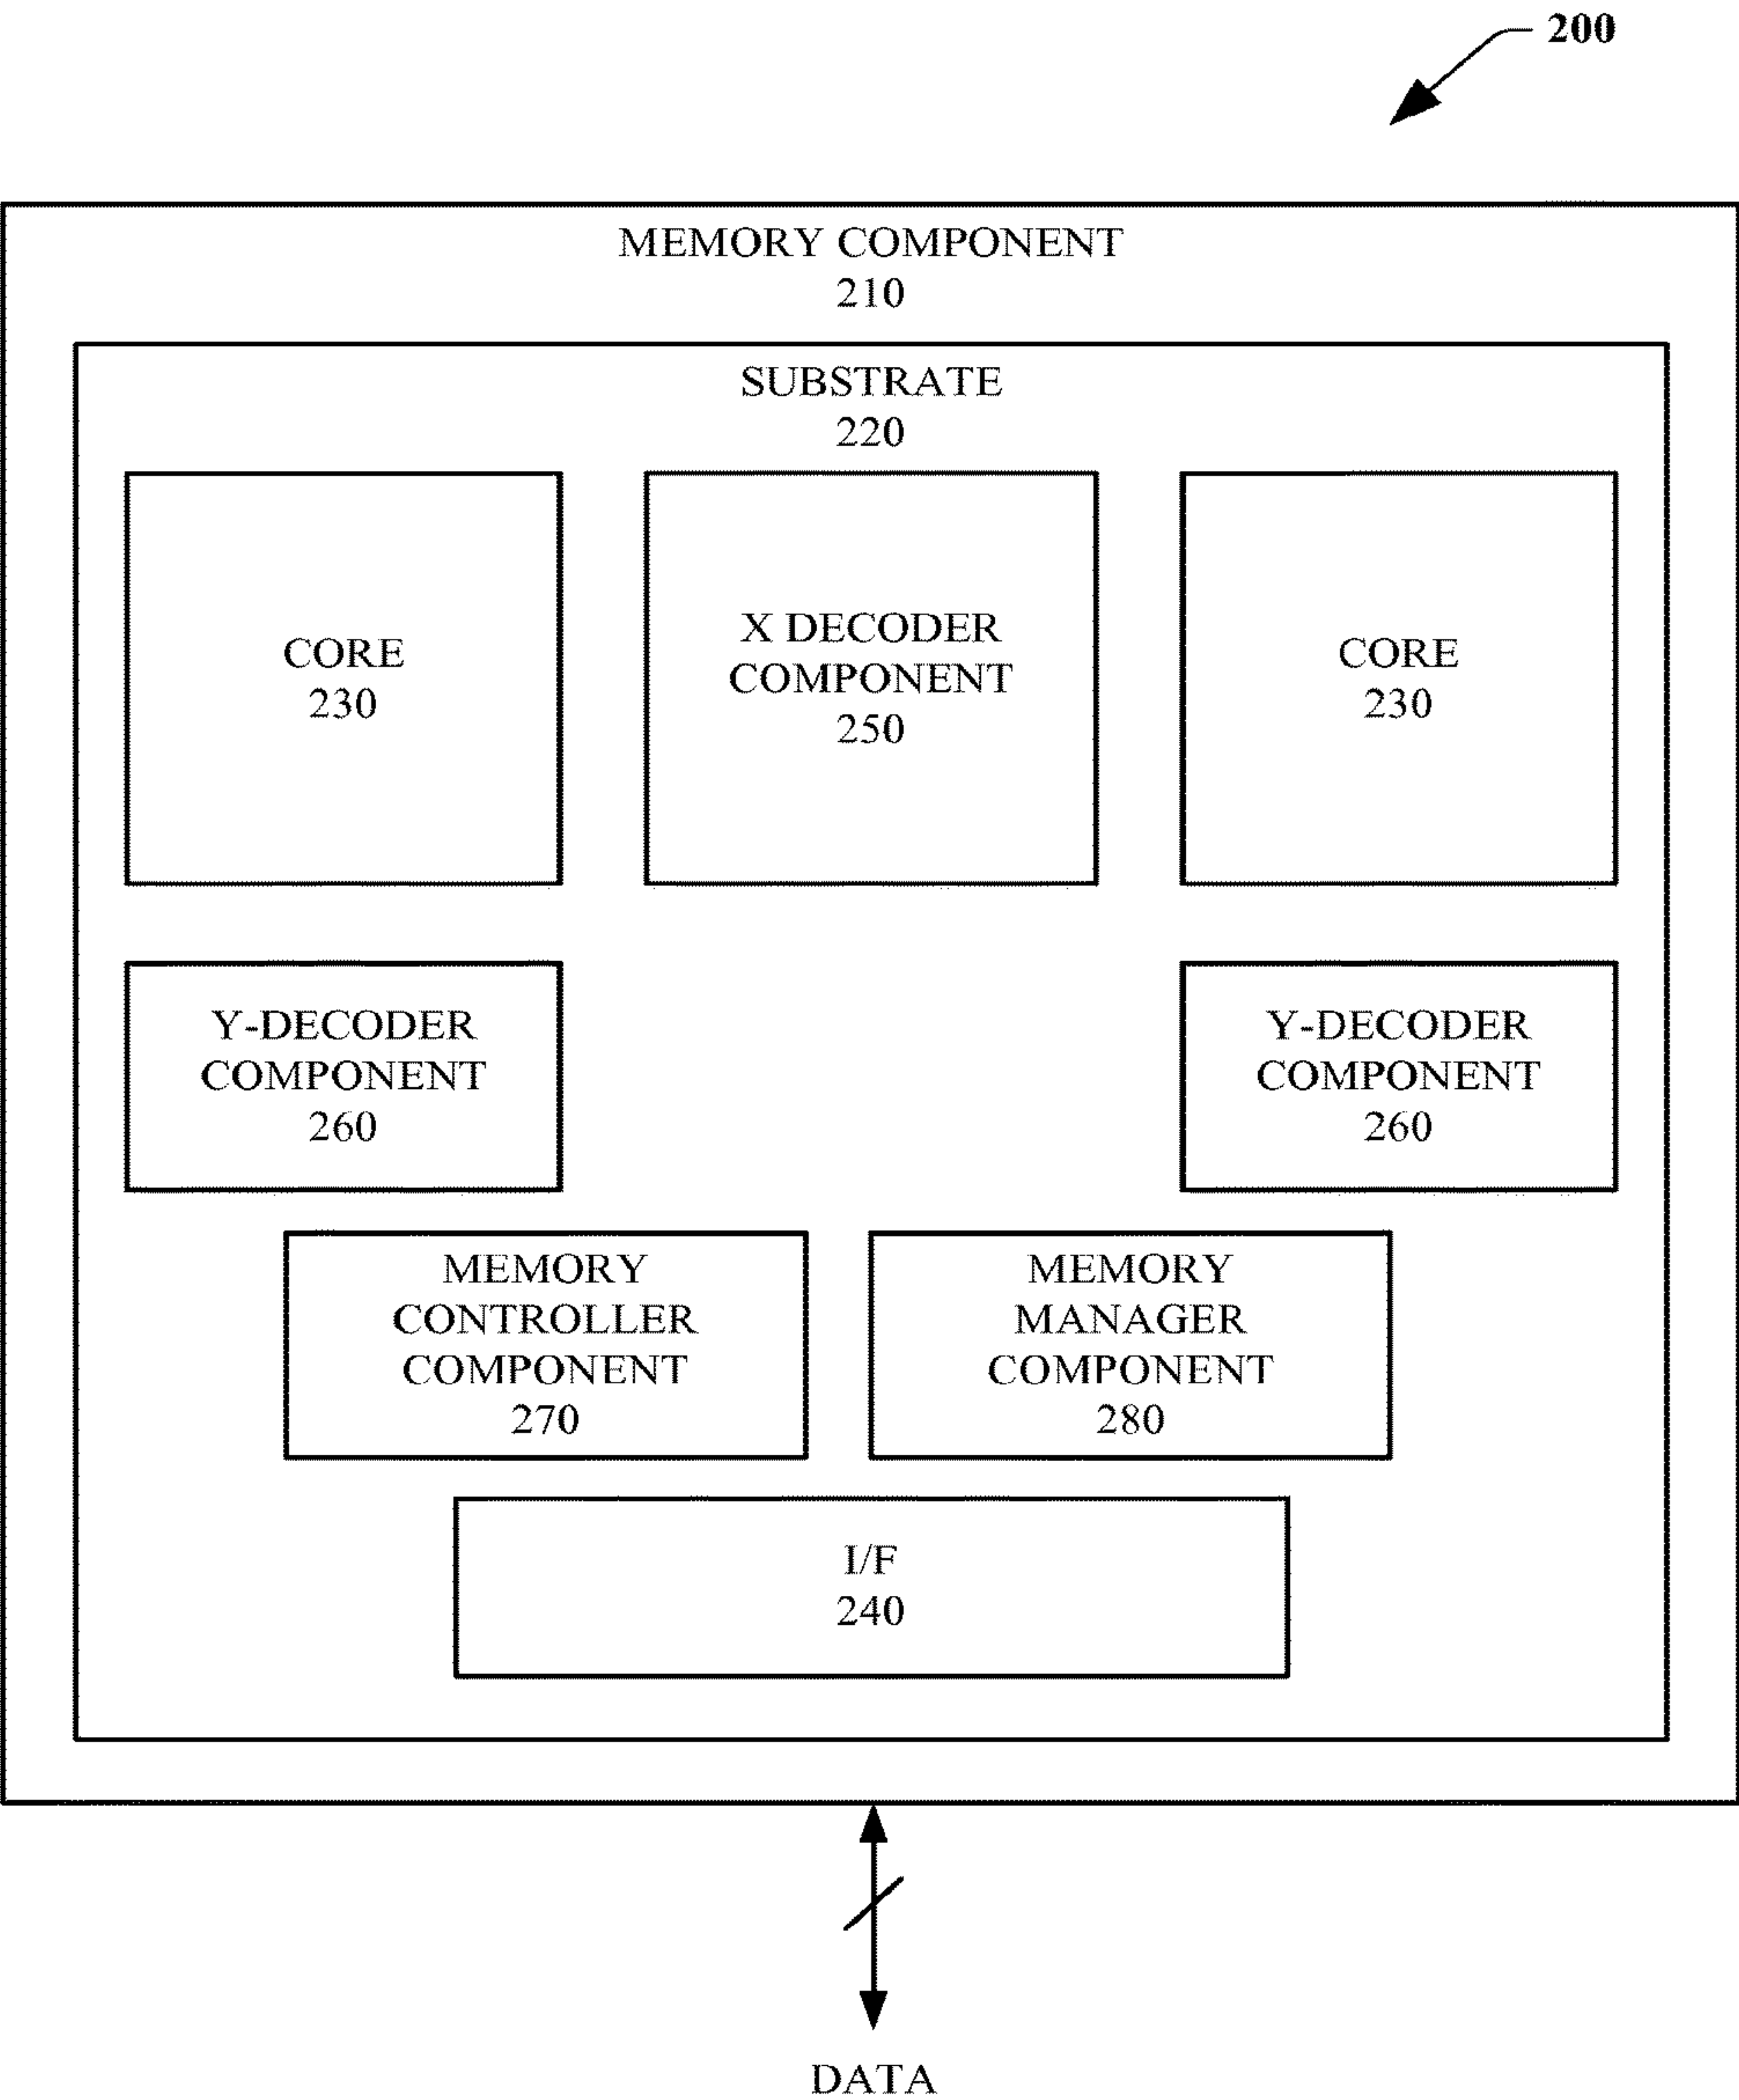 200
MEMORY COMPONENT
210
SUBSTRATE
220
CORE
230
X DECODER
COMPONENT
250
CORE
230
Y-DECODER
COMPONENT
260
Y-DECODER
COMPONENT
260
MEMORY
CONTROLLER
COMPONENT
270
MEMORY
MANAGER
COMPONENT
280
I/F
240
DATA